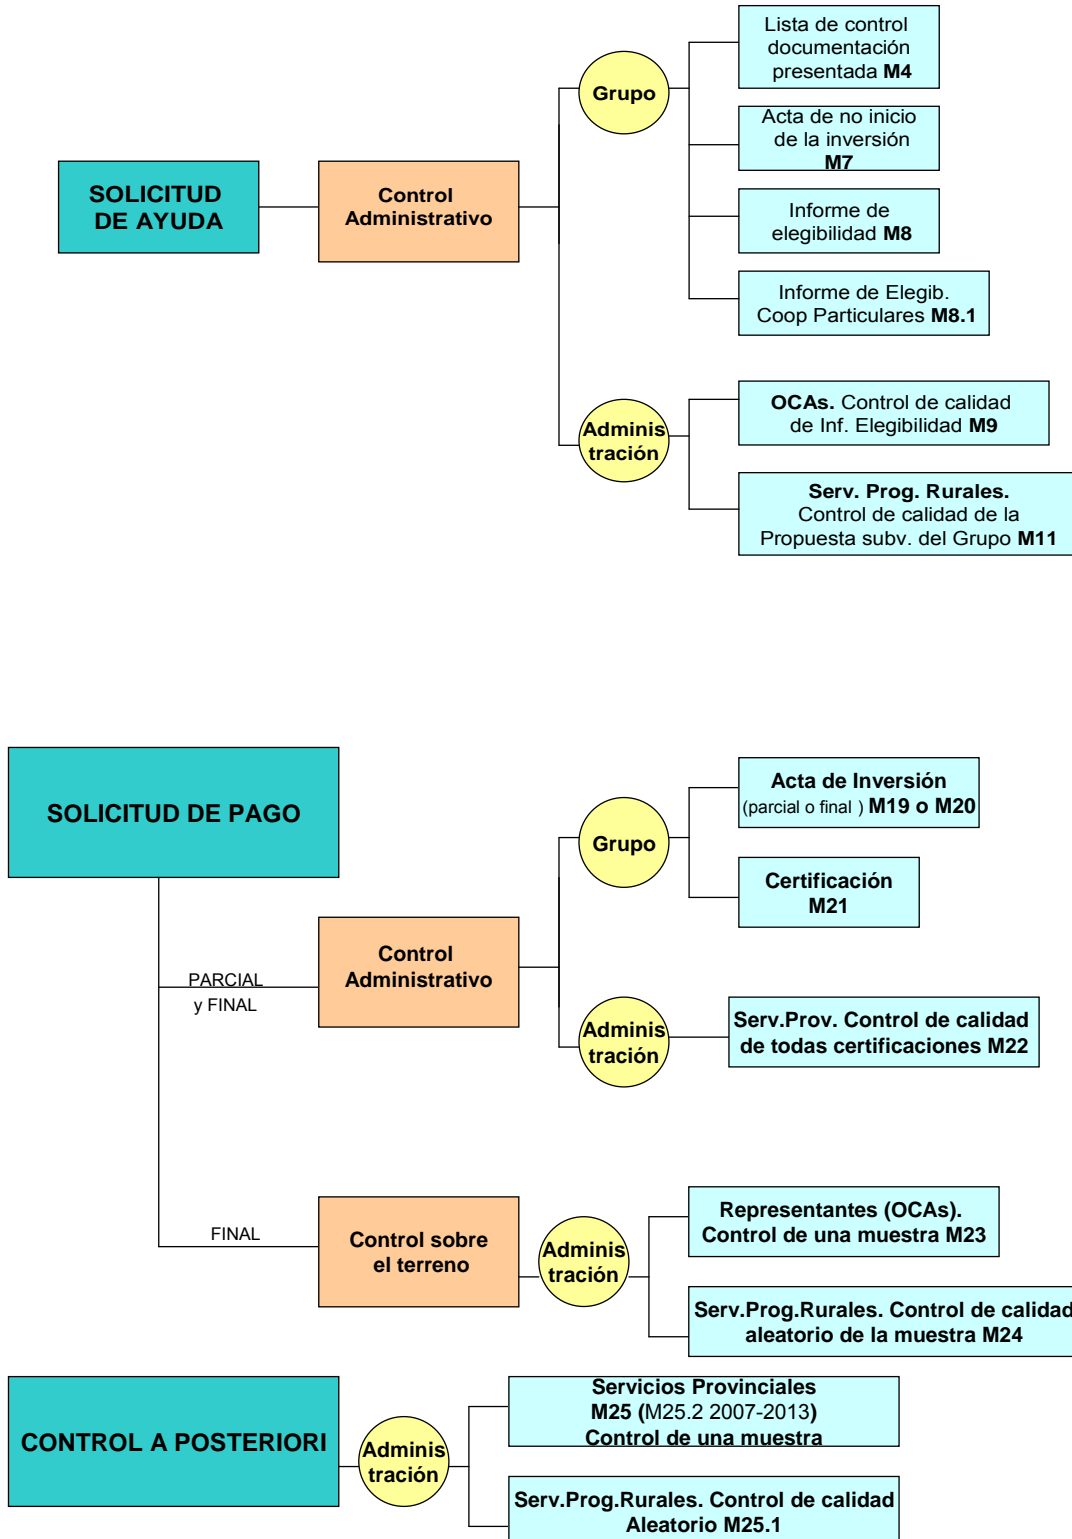 SOLICITUD
DE AYUDA
Control
Administrativo
Grupo
Lista de control
documentación
presentada M4
Acta de no inicio
de la inversión
M7
Informe de
elegibilidad M8
Informe de Elegib.
Coop Particulares M8.1
Adminis
tración
OCAs. Control de calidad
de Inf. Elegibilidad M9
Serv. Prog. Rurales.
Control de calidad de la
Propuesta subv. del Grupo M11
SOLICITUD DE PAGO
PARCIAL
y FINAL
Control
Administrativo
Grupo
Acta de Inversión
(parcial o final ) M19 o M20
Certificación
M21
Adminis
tración
Serv.Prov. Control de calidad
de todas certificaciones M22
FINAL
Control sobre
el terreno
Adminis
tración
Representantes (OCAs).
Control de una muestra M23
Serv.Prog.Rurales. Control de calidad
aleatorio de la muestra M24
CONTROL A POSTERIORI
Adminis
tración
Servicios Provinciales
M25 (M25.2 2007-2013)
Control de una muestra
Serv.Prog.Rurales. Control de calidad
Aleatorio M25.1